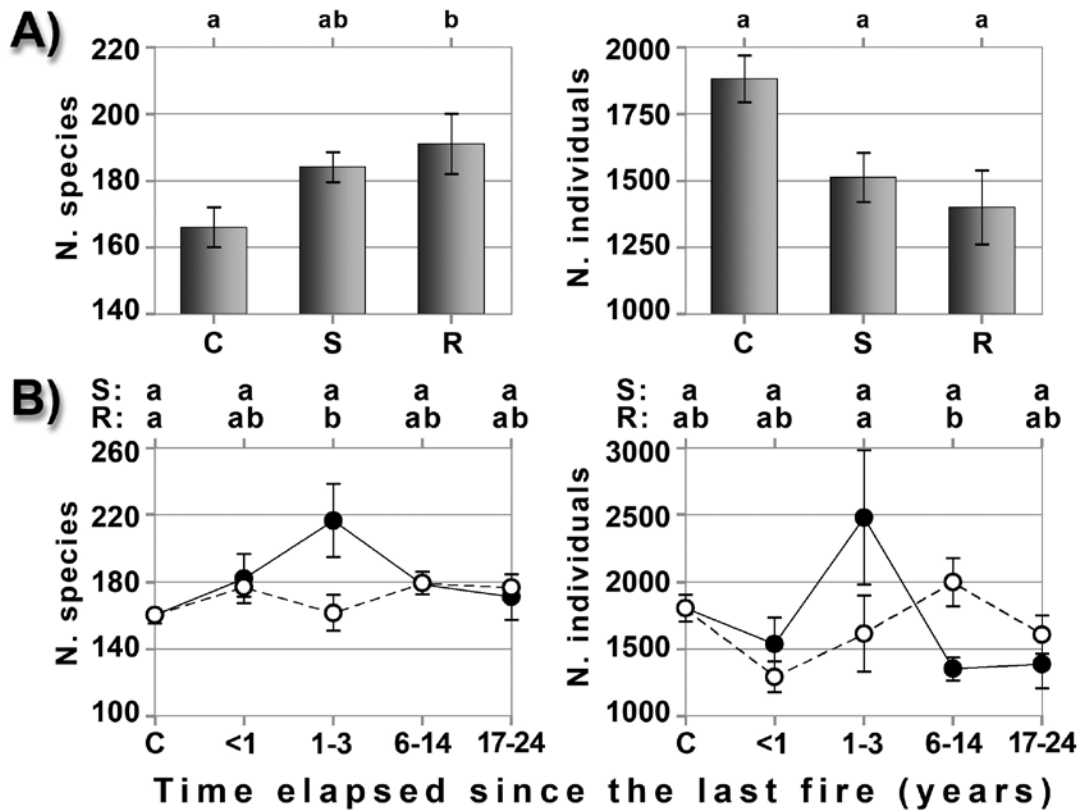 A)
a ab b
N. species
220
200
180
160
140
C S R
a a a
N. individuals
2000
1750
1500
1250
1000
C S R
B)
S: a a a a a
R: a ab b ab ab
N. species
260
220
180
140
100
C <1 1-3 6-14 17-24
a a a a a
ab ab a b ab
N. individuals
3000
2500
2000
1500
1000
C <1 1-3 6-14 17-24
Time elapsed since the last fire (years)